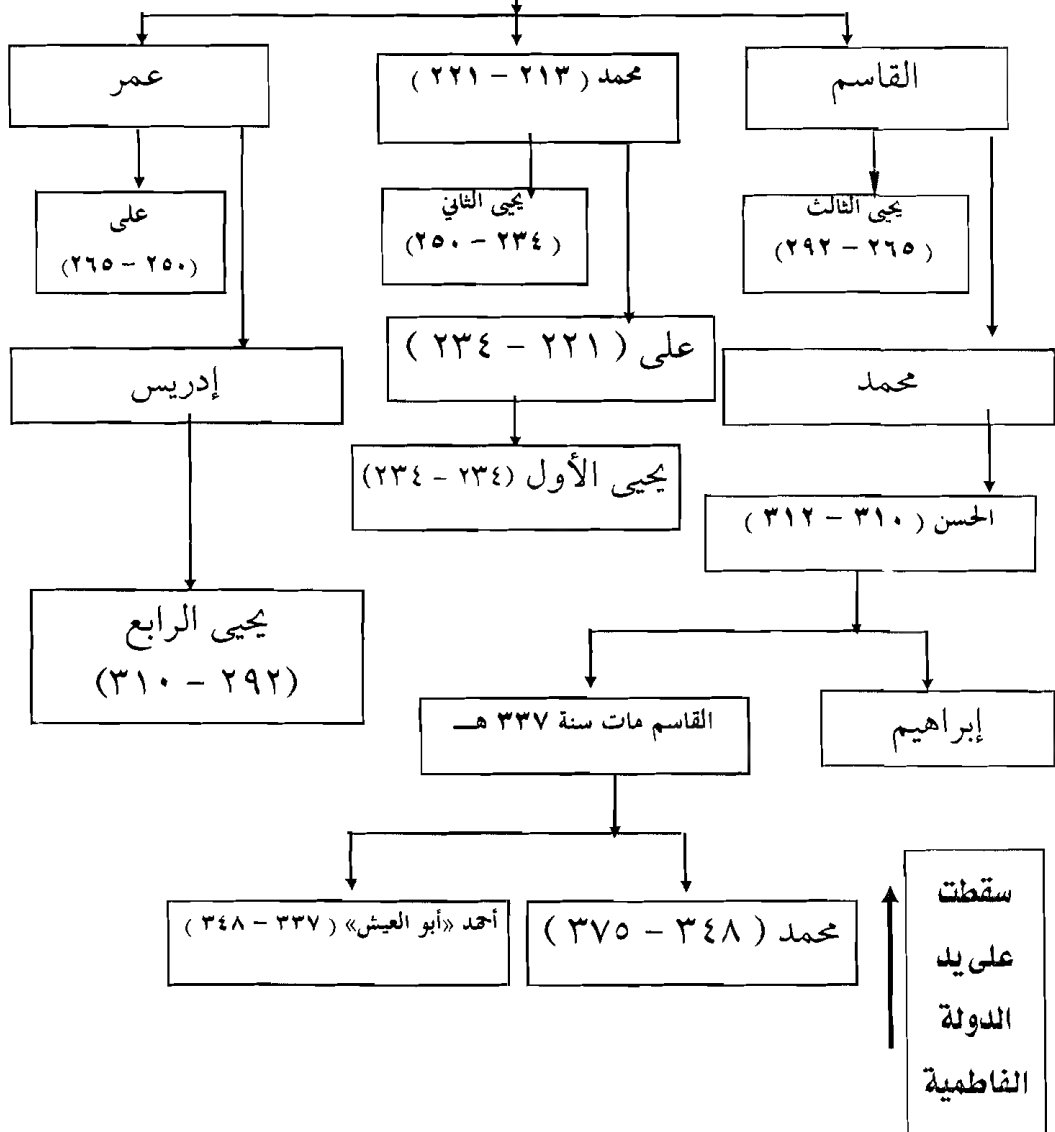 القاسم
محمد ( ٢١٣ – ٢٢١ )
عمر
يحيى الثالث
( ٢٦٥ – ٢٩٢)
يحيى الثاني
( ٢٣٤ – ٢٥٠)
على
(٢٥٠ – ٢٦٥)
على ( ٢٢١ – ٢٣٤ )
محمد
إدريس
يحيى الأول (٢٣٤ – ٢٣٤)
الحسن ( ٣١٠ – ٣١٢ )
يحيى الرابع
(٢٩٢ – ٣١٠)
إبراهيم
القاسم مات سنة ٣٣٧ هــ
محمد ( ٣٤٨ – ٣٧٥ )
أحمد «أبو العيش» ( ٣٣٧ – ٣٤٨ )
سقطت
على يد
الدولة
الفاطمية